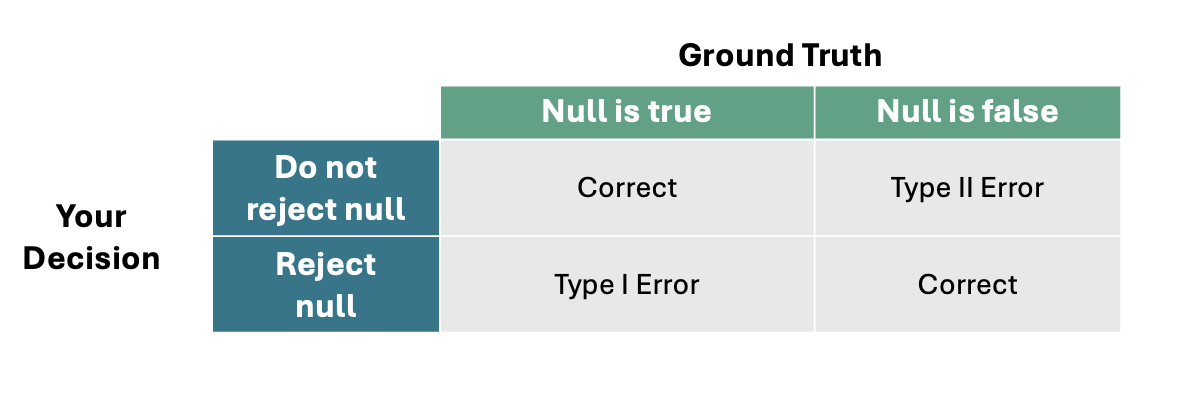 Ground Truth
Null is true
Null is false
Do not
reject null
Correct
Type II Error
Your
Decision
Reject
null
Type I Error
Correct